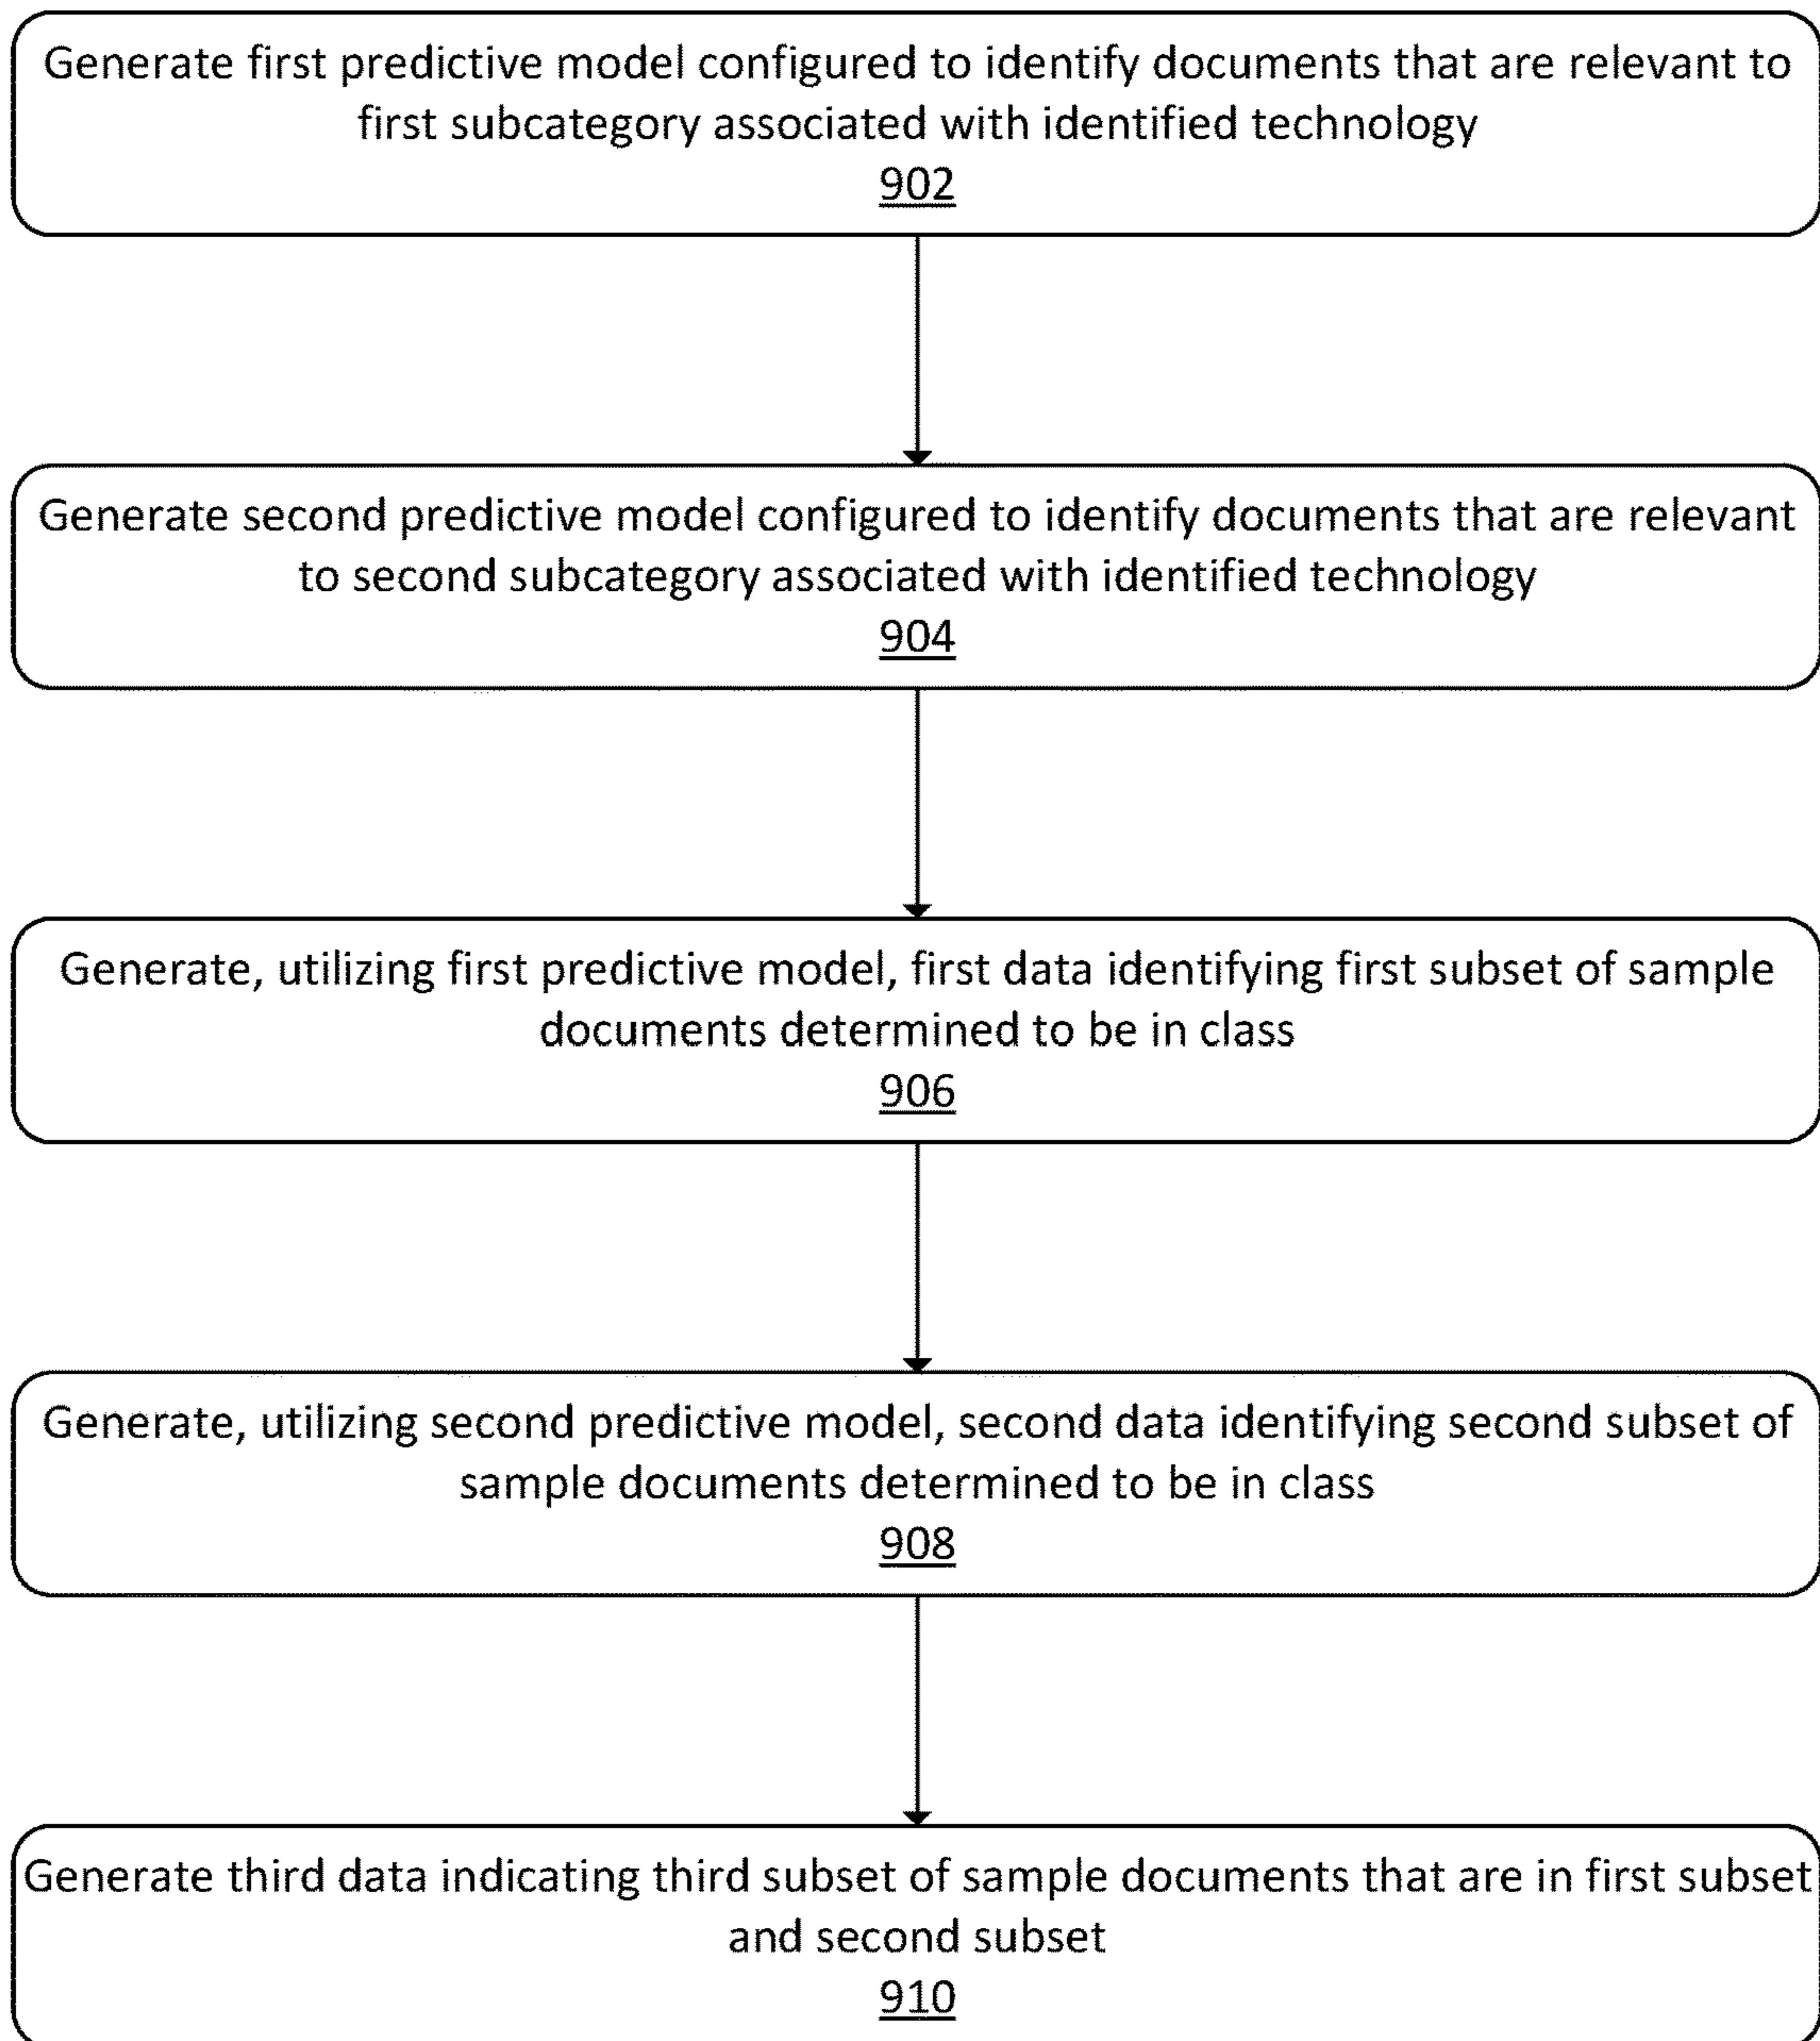 Generate first predictive model configured to identify documents that are relevant to
first subcategory associated with identified technology
902
Generate second predictive model configured to identify documents that are relevant
to second subcategory associated with identified technology
904
Generate, utilizing first predictive model, first data identifying first subset of sample
documents determined to be in class
906
Generate, utilizing second predictive model, second data identifying second subset of
sample documents determined to be in class
908
Generate third data indicating third subset of sample documents that are in first subset
and second subset
910